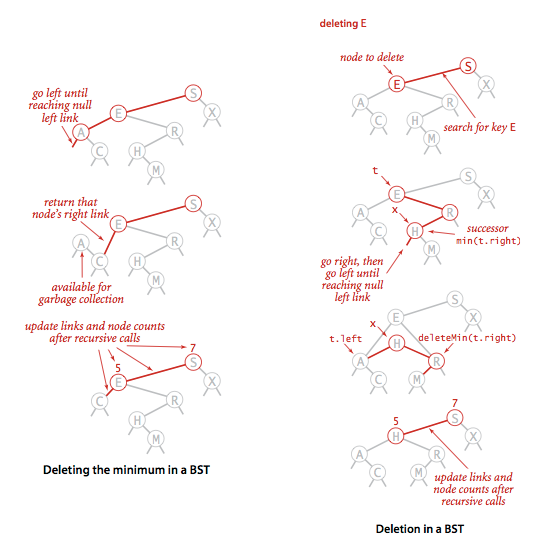 go left until
reaching null
left link
S
E
X
A
R
C
H
M
return that
node's right link
S
E
X
A
R
C
H
M
available for
garbage collection
update links and node counts
after recursive calls
7
5
S
E
X
C
R
H
M
Deleting the minimum in a BST
deleting E
node to delete
S
E
X
A
R
C
H
M
search for key E
t
S
E
X
x
A
R
C
H
M
successor
min(t.right)
go right, then
go left until
reaching null
left link
S
E
X
x
t.left
H
deleteMin(t.right)
A
R
C
M
7
5
S
H
X
A
R
C
M
update links and
node counts after
recursive calls
Deletion in a BST